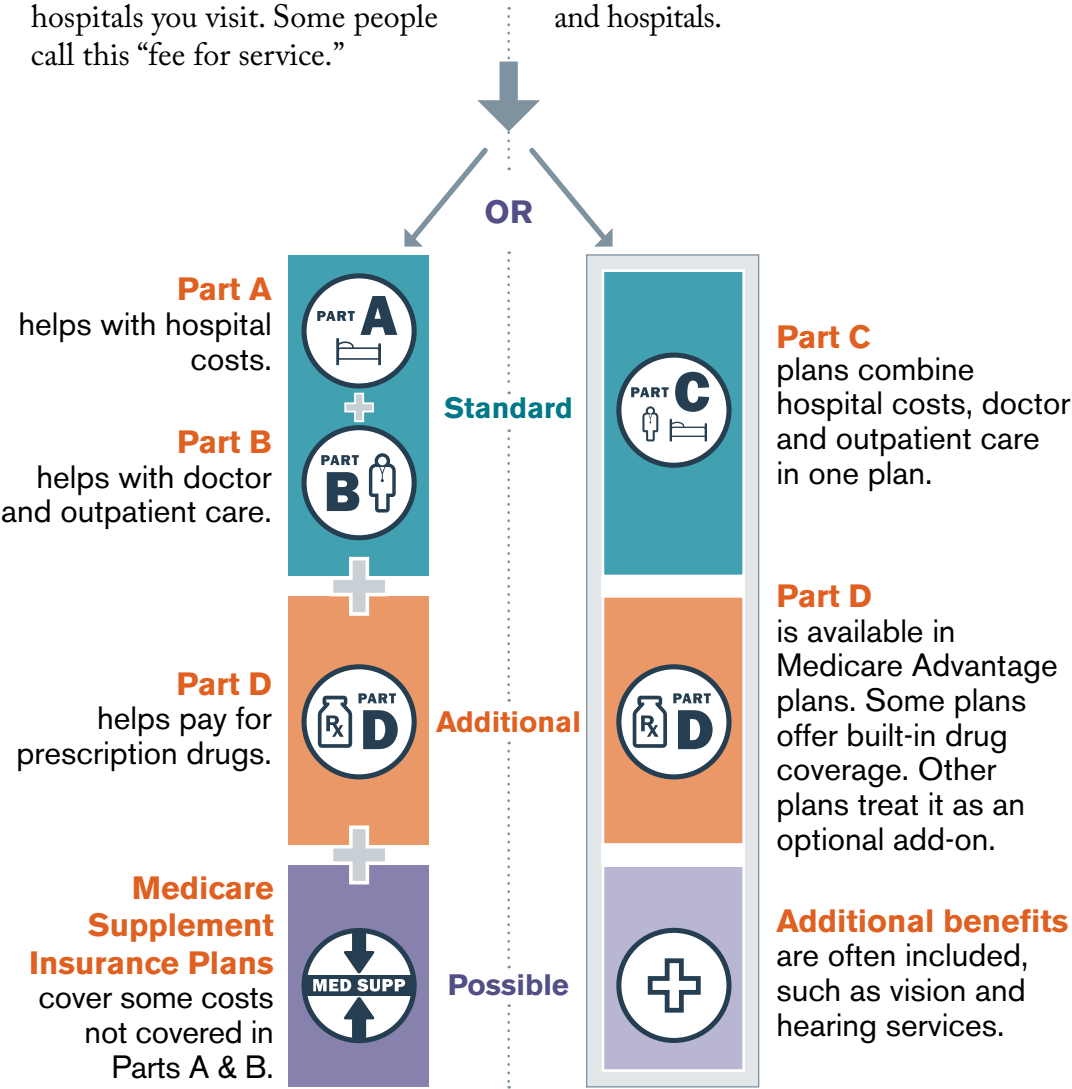 hospitals you visit. Some people
call this “fee for service.”
and hospitals.
OR
Part A
helps with hospital
costs.
PART A
Part B
helps with doctor
and outpatient care.
PART
B
Standard
PART C
Part C
plans combine
hospital costs, doctor
and outpatient care
in one plan.
Part D
helps pay for
prescription drugs.
Rx
PART
D
Additional
Rx
PART
D
Part D
is available in
Medicare Advantage
plans. Some plans
offer built-in drug
coverage. Other
plans treat it as an
optional add-on.
Medicare
Supplement
Insurance Plans
cover some costs
not covered in
Parts A & B.
MED SUPP
Possible
Additional benefits
are often included,
such as vision and
hearing services.